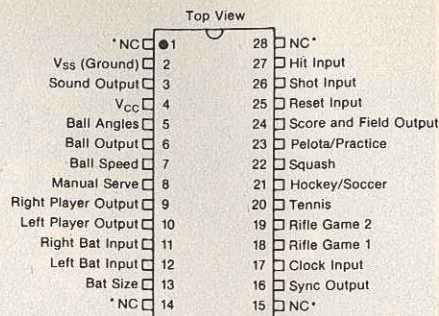 Top View
*NC 1 28 NC*
VSS (Ground) 2 27 Hit Input
Sound Output 3 26 Shot Input
VCC 4 25 Reset Input
Ball Angles 5 24 Score and Field Output
Ball Output 6 23 Pelota/Practice
Ball Speed 7 22 Squash
Manual Serve 8 21 Hockey/Soccer
Right Player Output 9 20 Tennis
Left Player Output 10 19 Rifle Game 2
Right Bat Input 11 18 Rifle Game 1
Left Bat Input 12 17 Clock Input
Bat Size 13 16 Sync Output
*NC 14 15 NC*